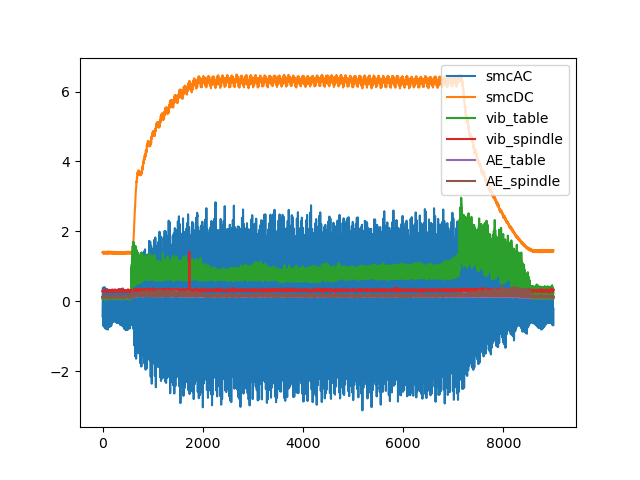 smcAC
smcDC
vib_table
vib_spindle
AE_table
AE_spindle
6
4
2
0
−2
0
2000
4000
6000
8000